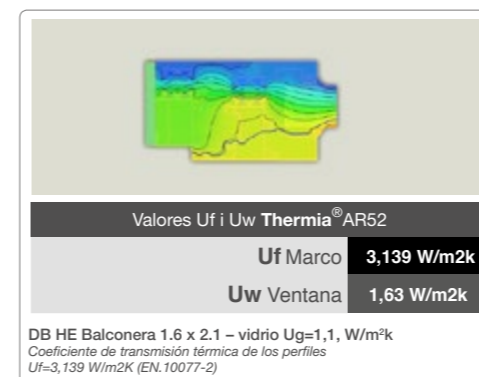 Valores Uf i Uw Thermia®AR52
Uf Marco 3,139 W/m2k
Uw Ventana 1,63 W/m2k
DB HE Balconera 1.6 x 2.1 – vidrio Ug=1,1, W/m²k
Coeficiente de transmisión térmica de los perfiles
Uf=3,139 W/m2K (EN.10077-2)